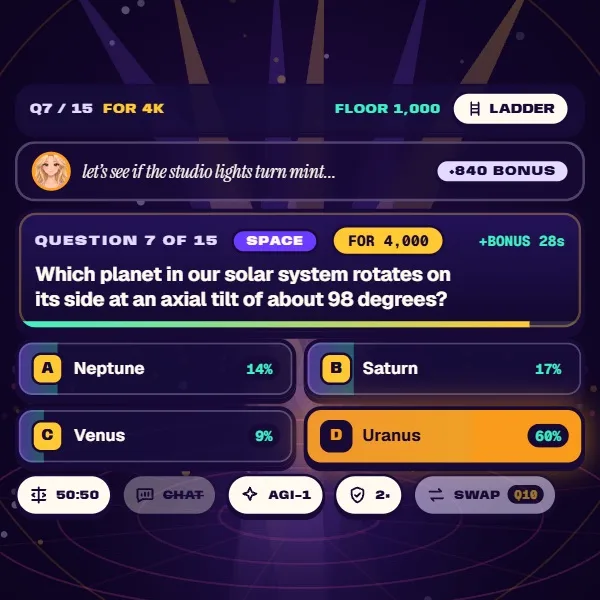 Q7 / 15 FOR 4K FLOOR 1,000 LADDER
let's see if the studio lights turn mint... +840 BONUS
QUESTION 7 OF 15 SPACE FOR 4,000 +BONUS 28s
Which planet in our solar system rotates on
its side at an axial tilt of about 98 degrees?
A Neptune 14% B Saturn 17%
C Venus 9% D Uranus 60%
50:50 CHAT AGI-1 2× SWAP Q10